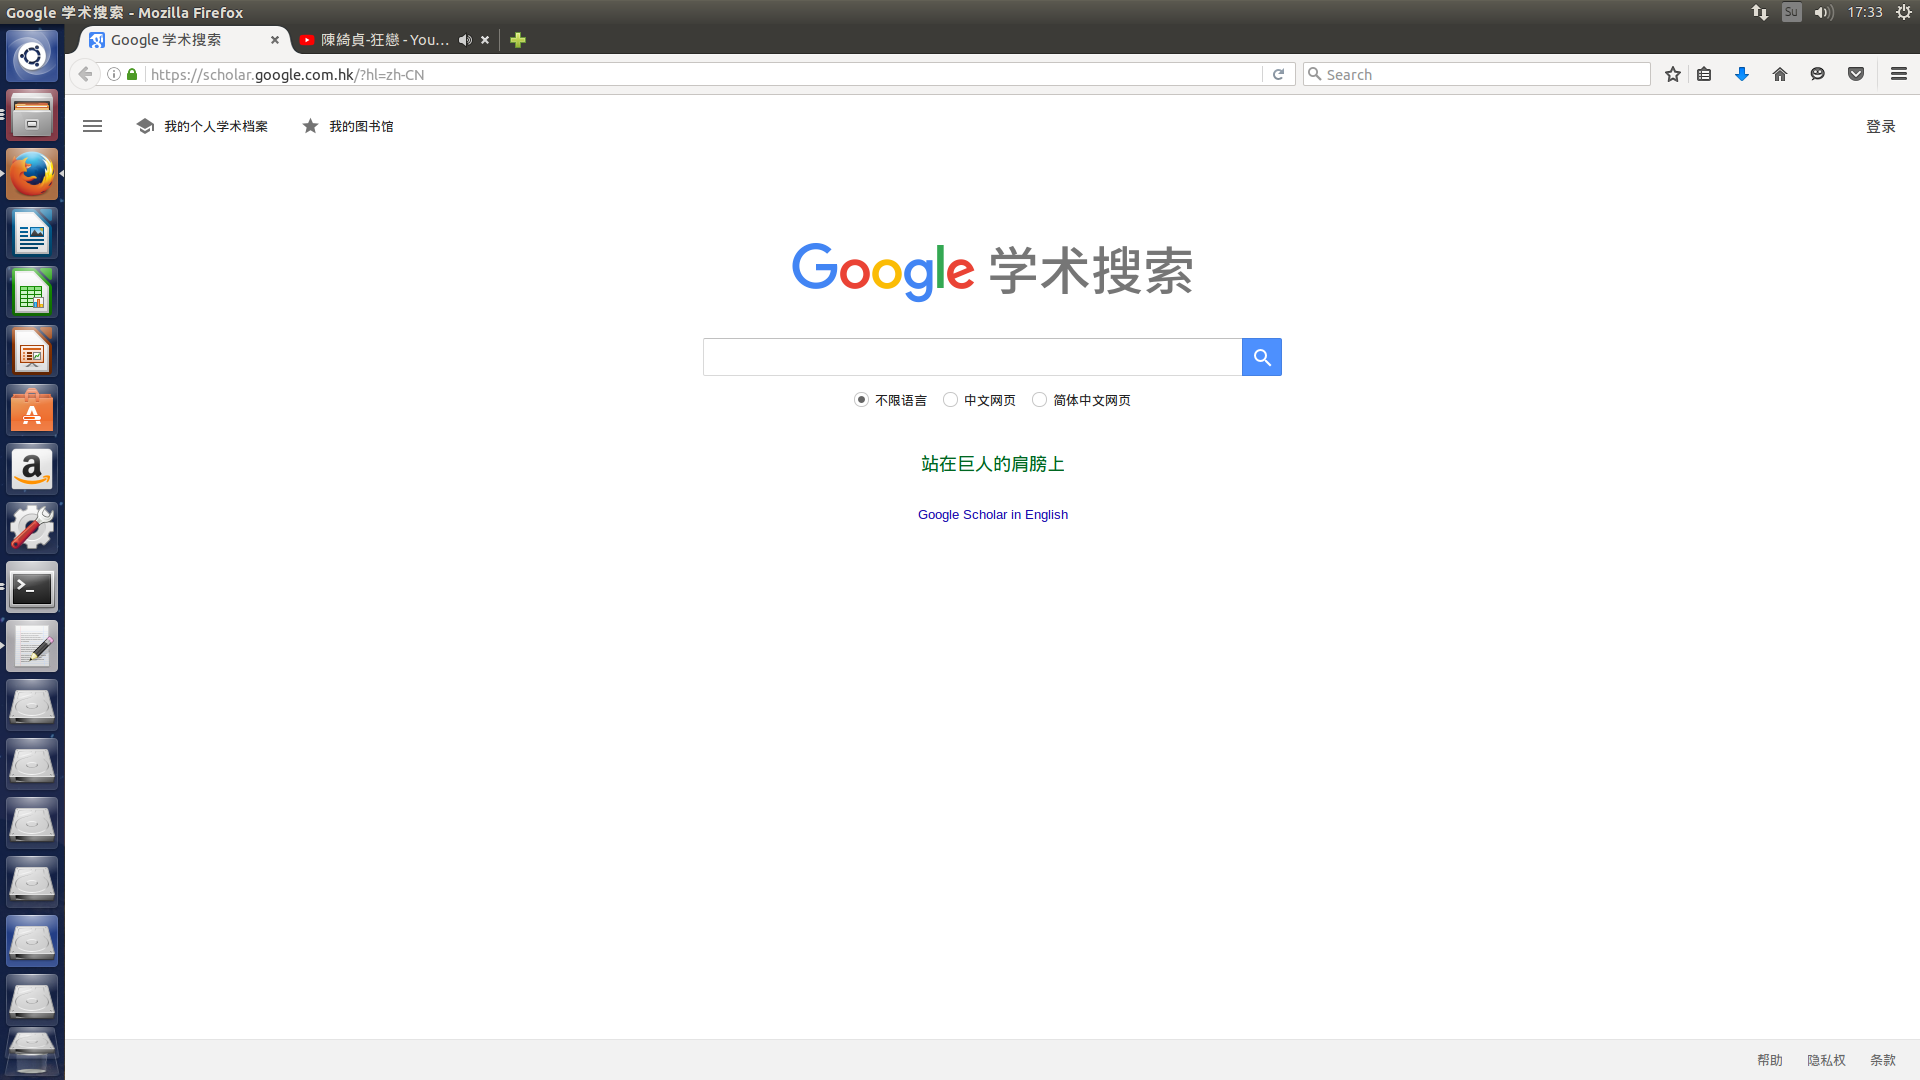 Google 学术搜索 - Mozilla Firefox
Su
17:33
Google 学术搜索
陳綺貞-狂戀 - You...
https://scholar.google.com.hk/?hl=zh-CN
Search
我的个人学术档案
我的图书馆
登录
Google 学术搜索
不限语言
中文网页
简体中文网页
站在巨人的肩膀上
Google Scholar in English
帮助
隐私权
条款